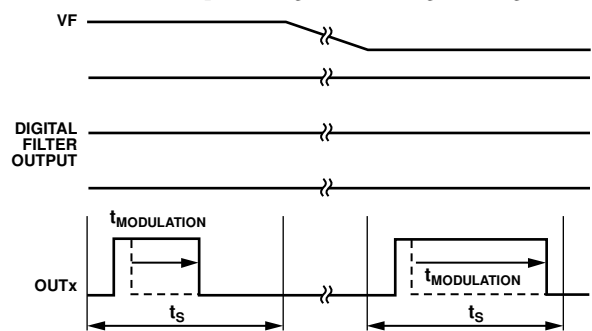 VF
DIGITAL
FILTER
OUTPUT
tMODULATION
OUTx
tMODULATION
tS
tS